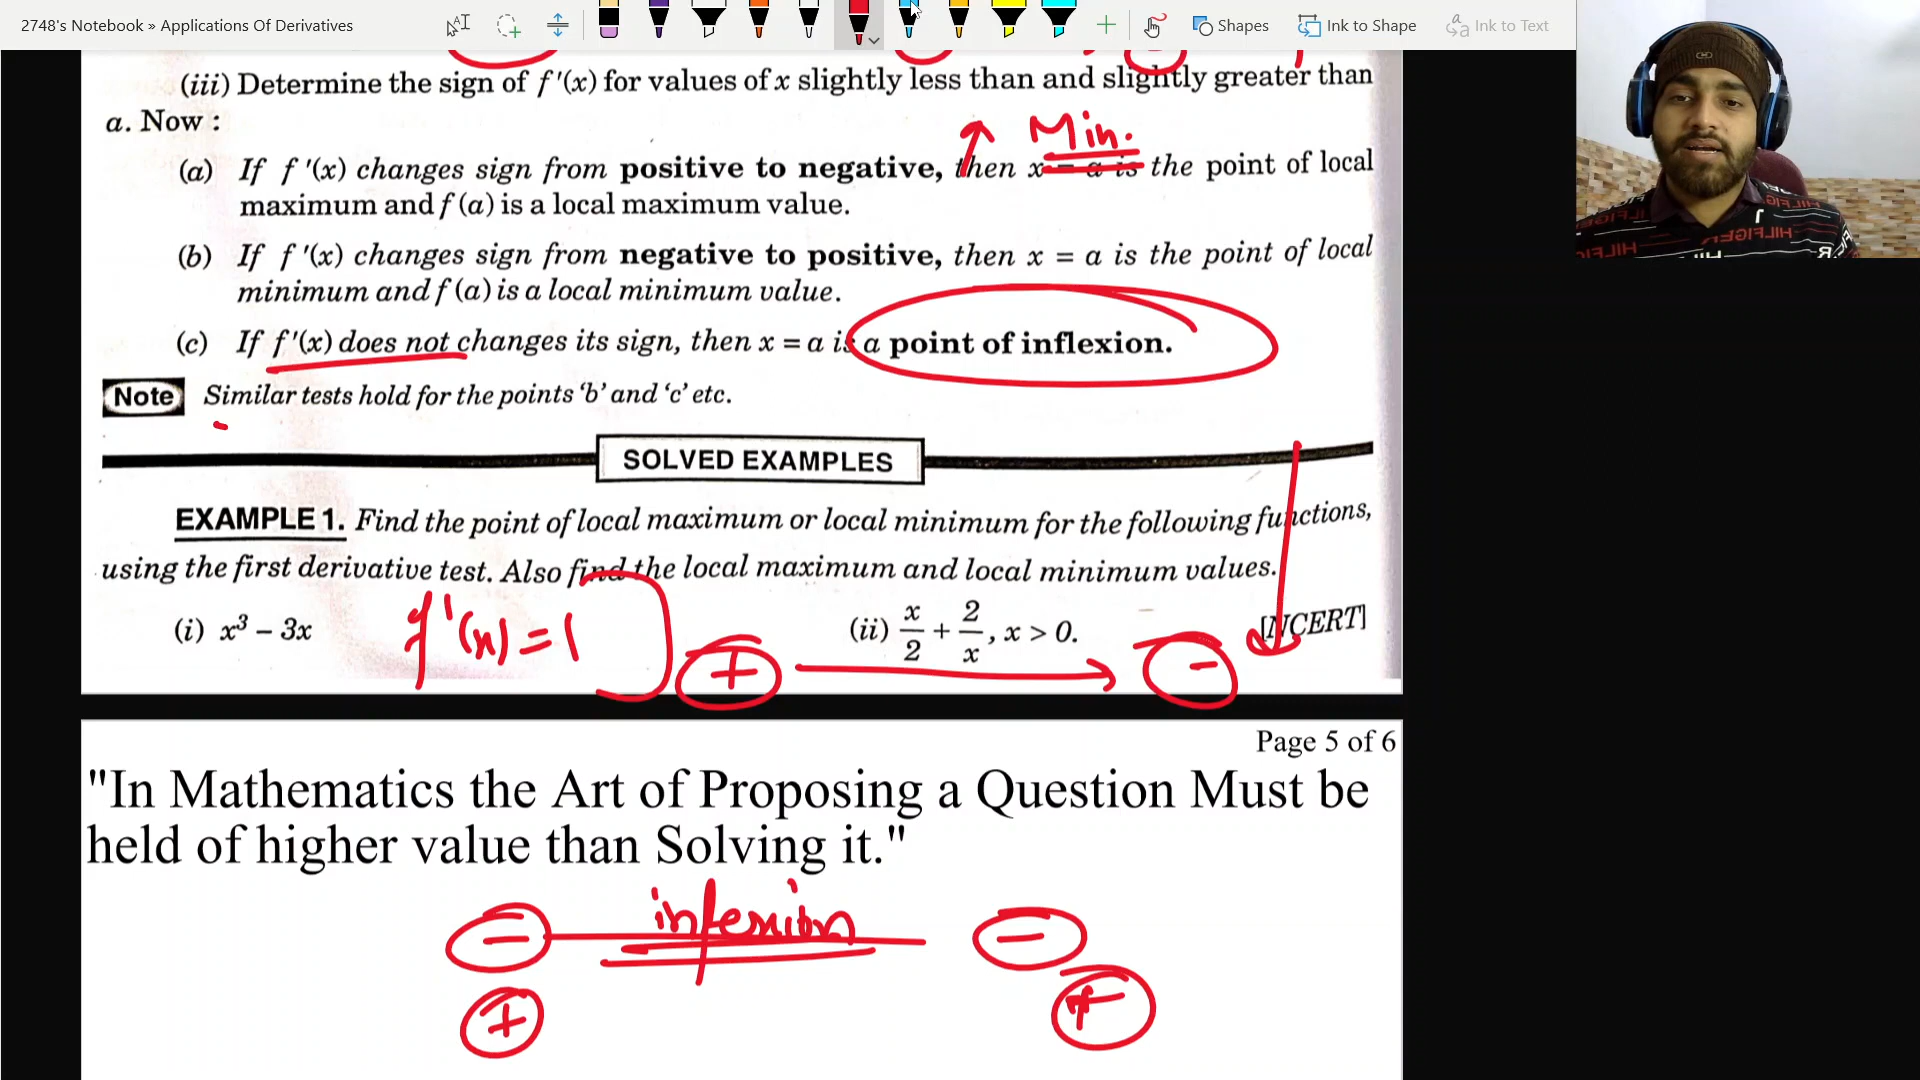 2748's Notebook » Applications Of Derivatives
Shapes
Ink to Shape
Ink to Text
(iii) Determine the sign of f '(x) for values of x slightly less than and slightly greater than
a. Now :
Min.
(a) If f '(x) changes sign from positive to negative, then x = a is the point of local
maximum and f (a) is a local maximum value.
(b) If f '(x) changes sign from negative to positive, then x = a is the point of local
minimum and f (a) is a local minimum value.
(c) If f '(x) does not changes its sign, then x = a is a point of inflexion.
Note Similar tests hold for the points 'b' and 'c' etc.
SOLVED EXAMPLES
EXAMPLE 1. Find the point of local maximum or local minimum for the following functions,
using the first derivative test. Also find the local maximum and local minimum values.
(i) x³ – 3x f'(x) = 1 (ii) x/2 + 2/x , x > 0. [NCERT]
+ –
Page 5 of 6
"In Mathematics the Art of Proposing a Question Must be
held of higher value than Solving it."
– –
+ +